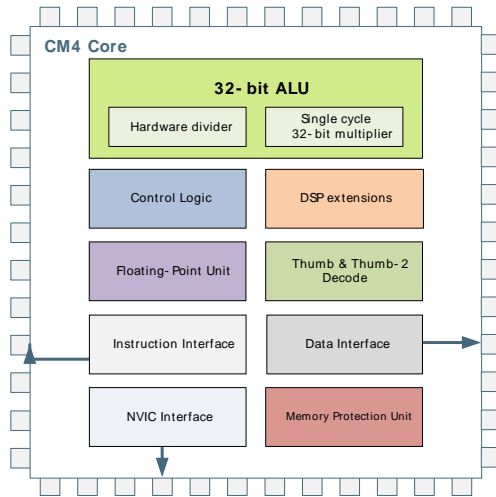 CM4 Core
32-bit ALU
Hardware divider
Single cycle
32-bit multiplier
Control Logic
DSP extensions
Floating-Point Unit
Thumb & Thumb-2
Decode
Instruction Interface
Data Interface
NVIC Interface
Memory Protection Unit